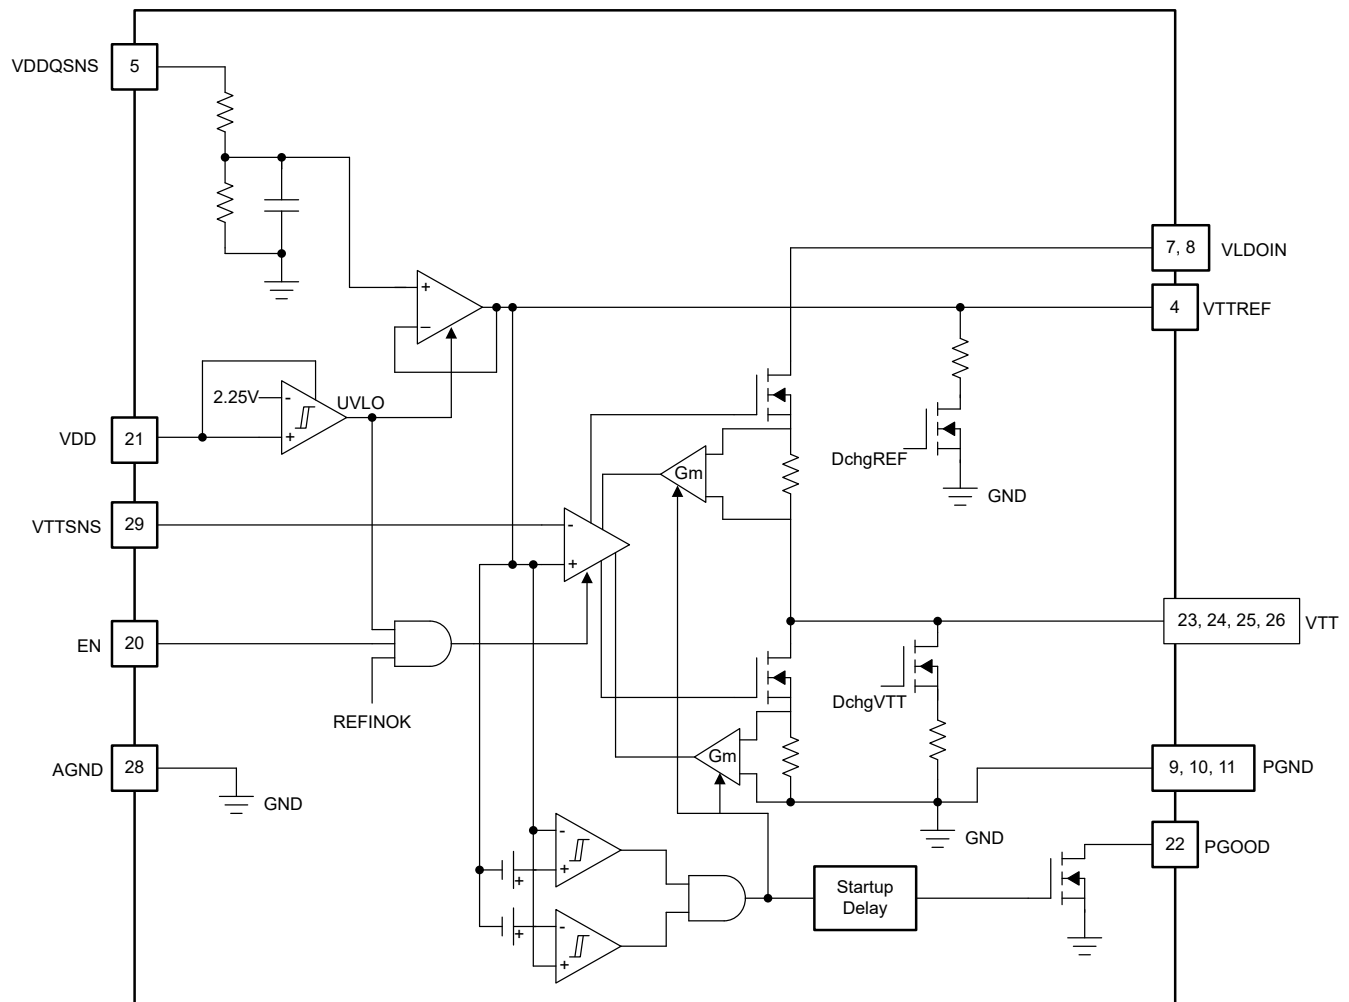 VDDQSNS
5
7, 8
VLDOIN
+
−
4
VTTREF
2.25V
-
+
UVLO
VDD
21
DchgREF
GND
Gm
VTTSNS
29
-
+
23, 24, 25, 26
VTT
EN
20
REFINOK
DchgVTT
Gm
AGND
28
GND
9, 10, 11
PGND
GND
22
PGOOD
-
+
+
Startup
Delay
-
+
+